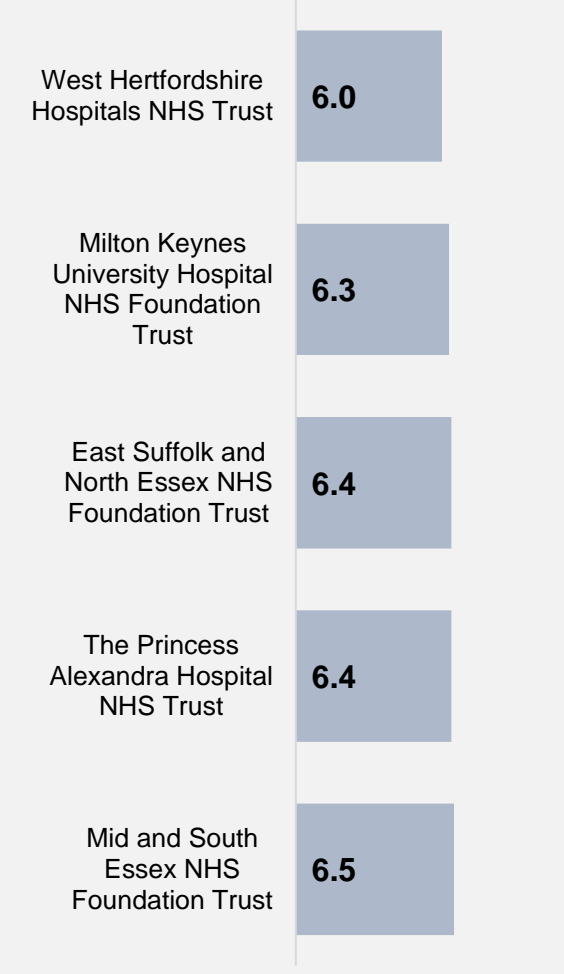 West Hertfordshire
Hospitals NHS Trust
6.0
Milton Keynes
University Hospital
NHS Foundation
Trust
6.3
East Suffolk and
North Essex NHS
Foundation Trust
6.4
The Princess
Alexandra Hospital
NHS Trust
6.4
Mid and South
Essex NHS
Foundation Trust
6.5